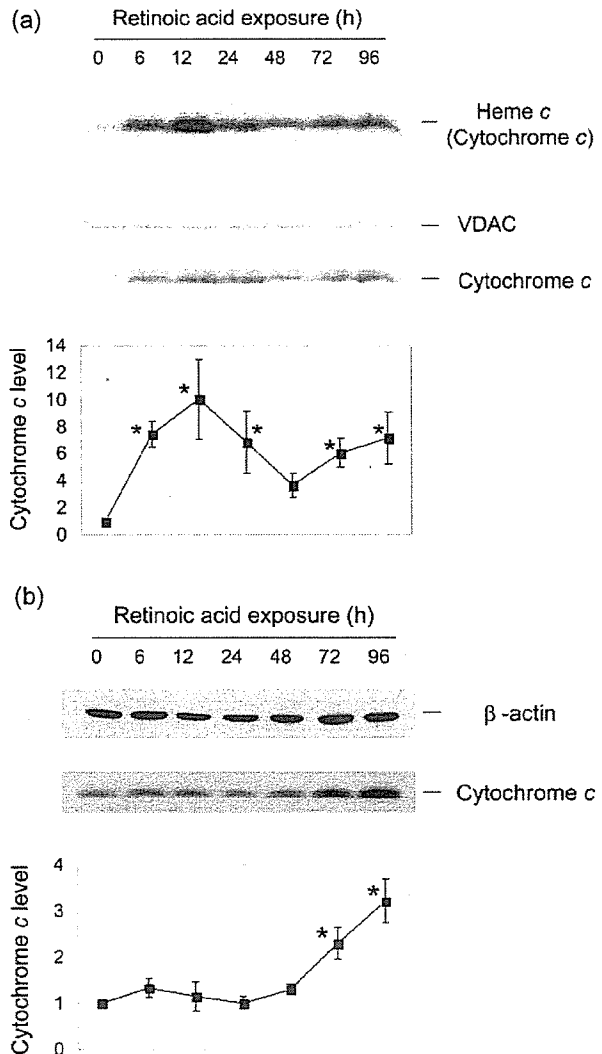 (a)
Retinoic acid exposure (h)
0 6 12 24 48 72 96
Heme c
(Cytochrome c)
VDAC
Cytochrome c
14
12
10
8
6
4
2
0
Cytochrome c level
*
*
*
*
*
(b)
Retinoic acid exposure (h)
0 6 12 24 48 72 96
β -actin
Cytochrome c
4
3
2
1
0
Cytochrome c level
*
*